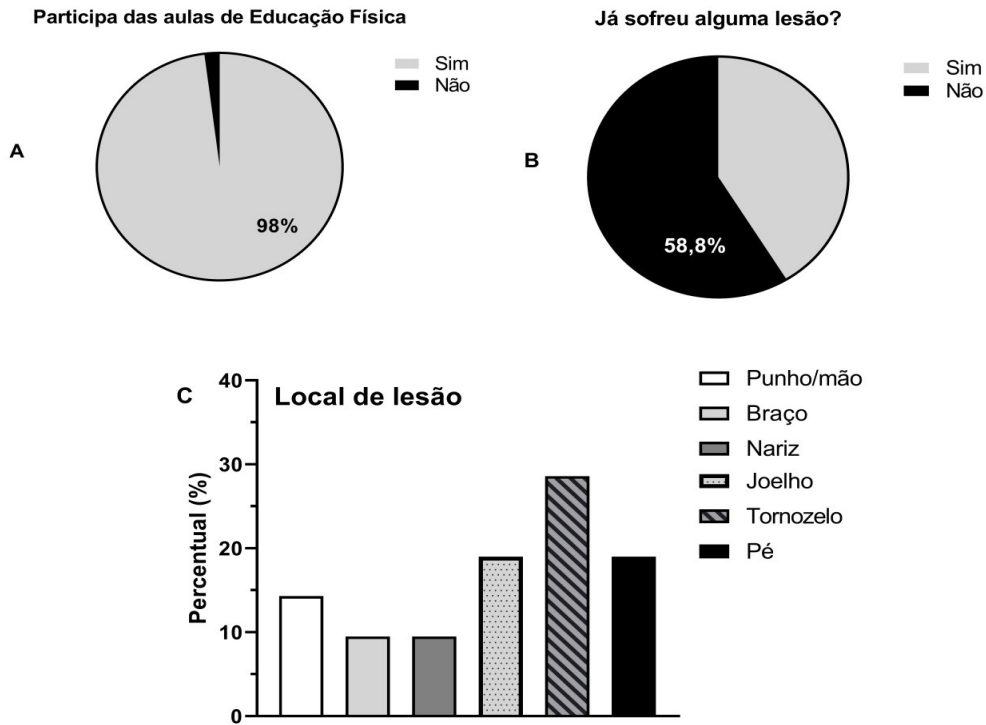 Participa das aulas de Educação Física
Sim
Não
A
98%
Já sofreu alguma lesão?
Sim
Não
B
58,8%
C
Local de lesão
Percentual (%)
40
30
20
10
0
Punho/mão
Braço
Nariz
Joelho
Tornozelo
Pé